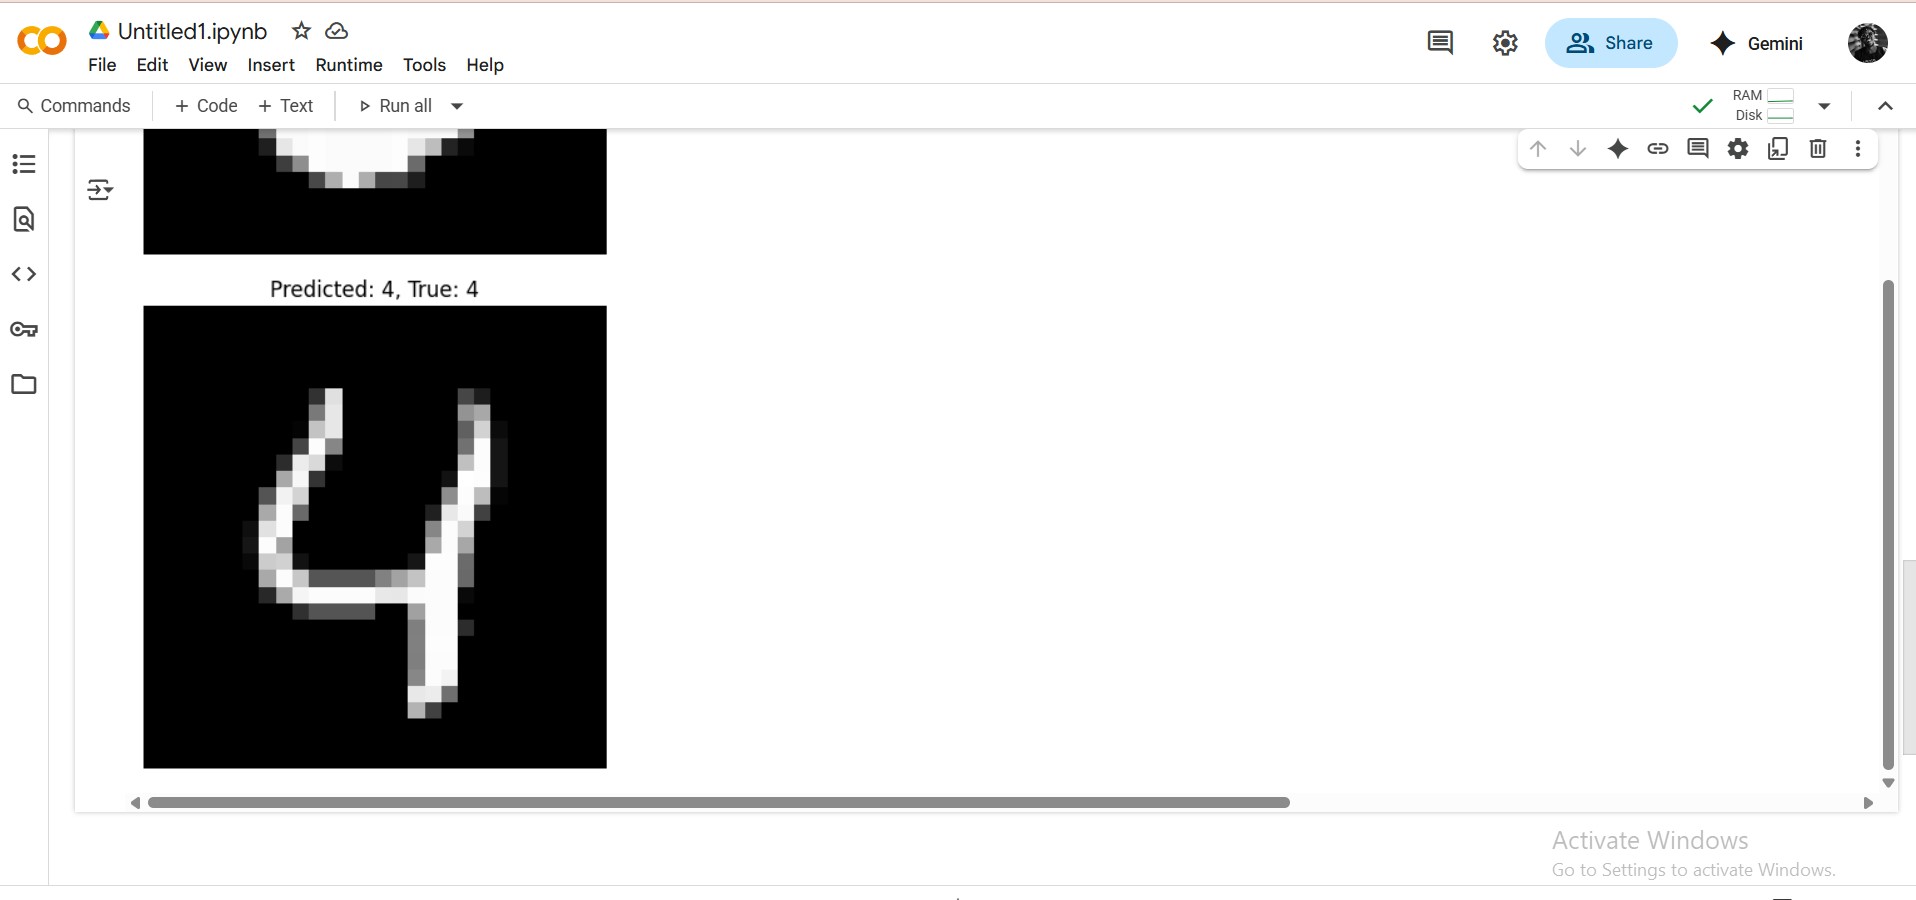 Untitled1.ipynb
File Edit View Insert Runtime Tools Help
Share
Gemini
Commands + Code + Text Run all
RAM
Disk
Predicted: 4, True: 4
4
Activate Windows
Go to Settings to activate Windows.